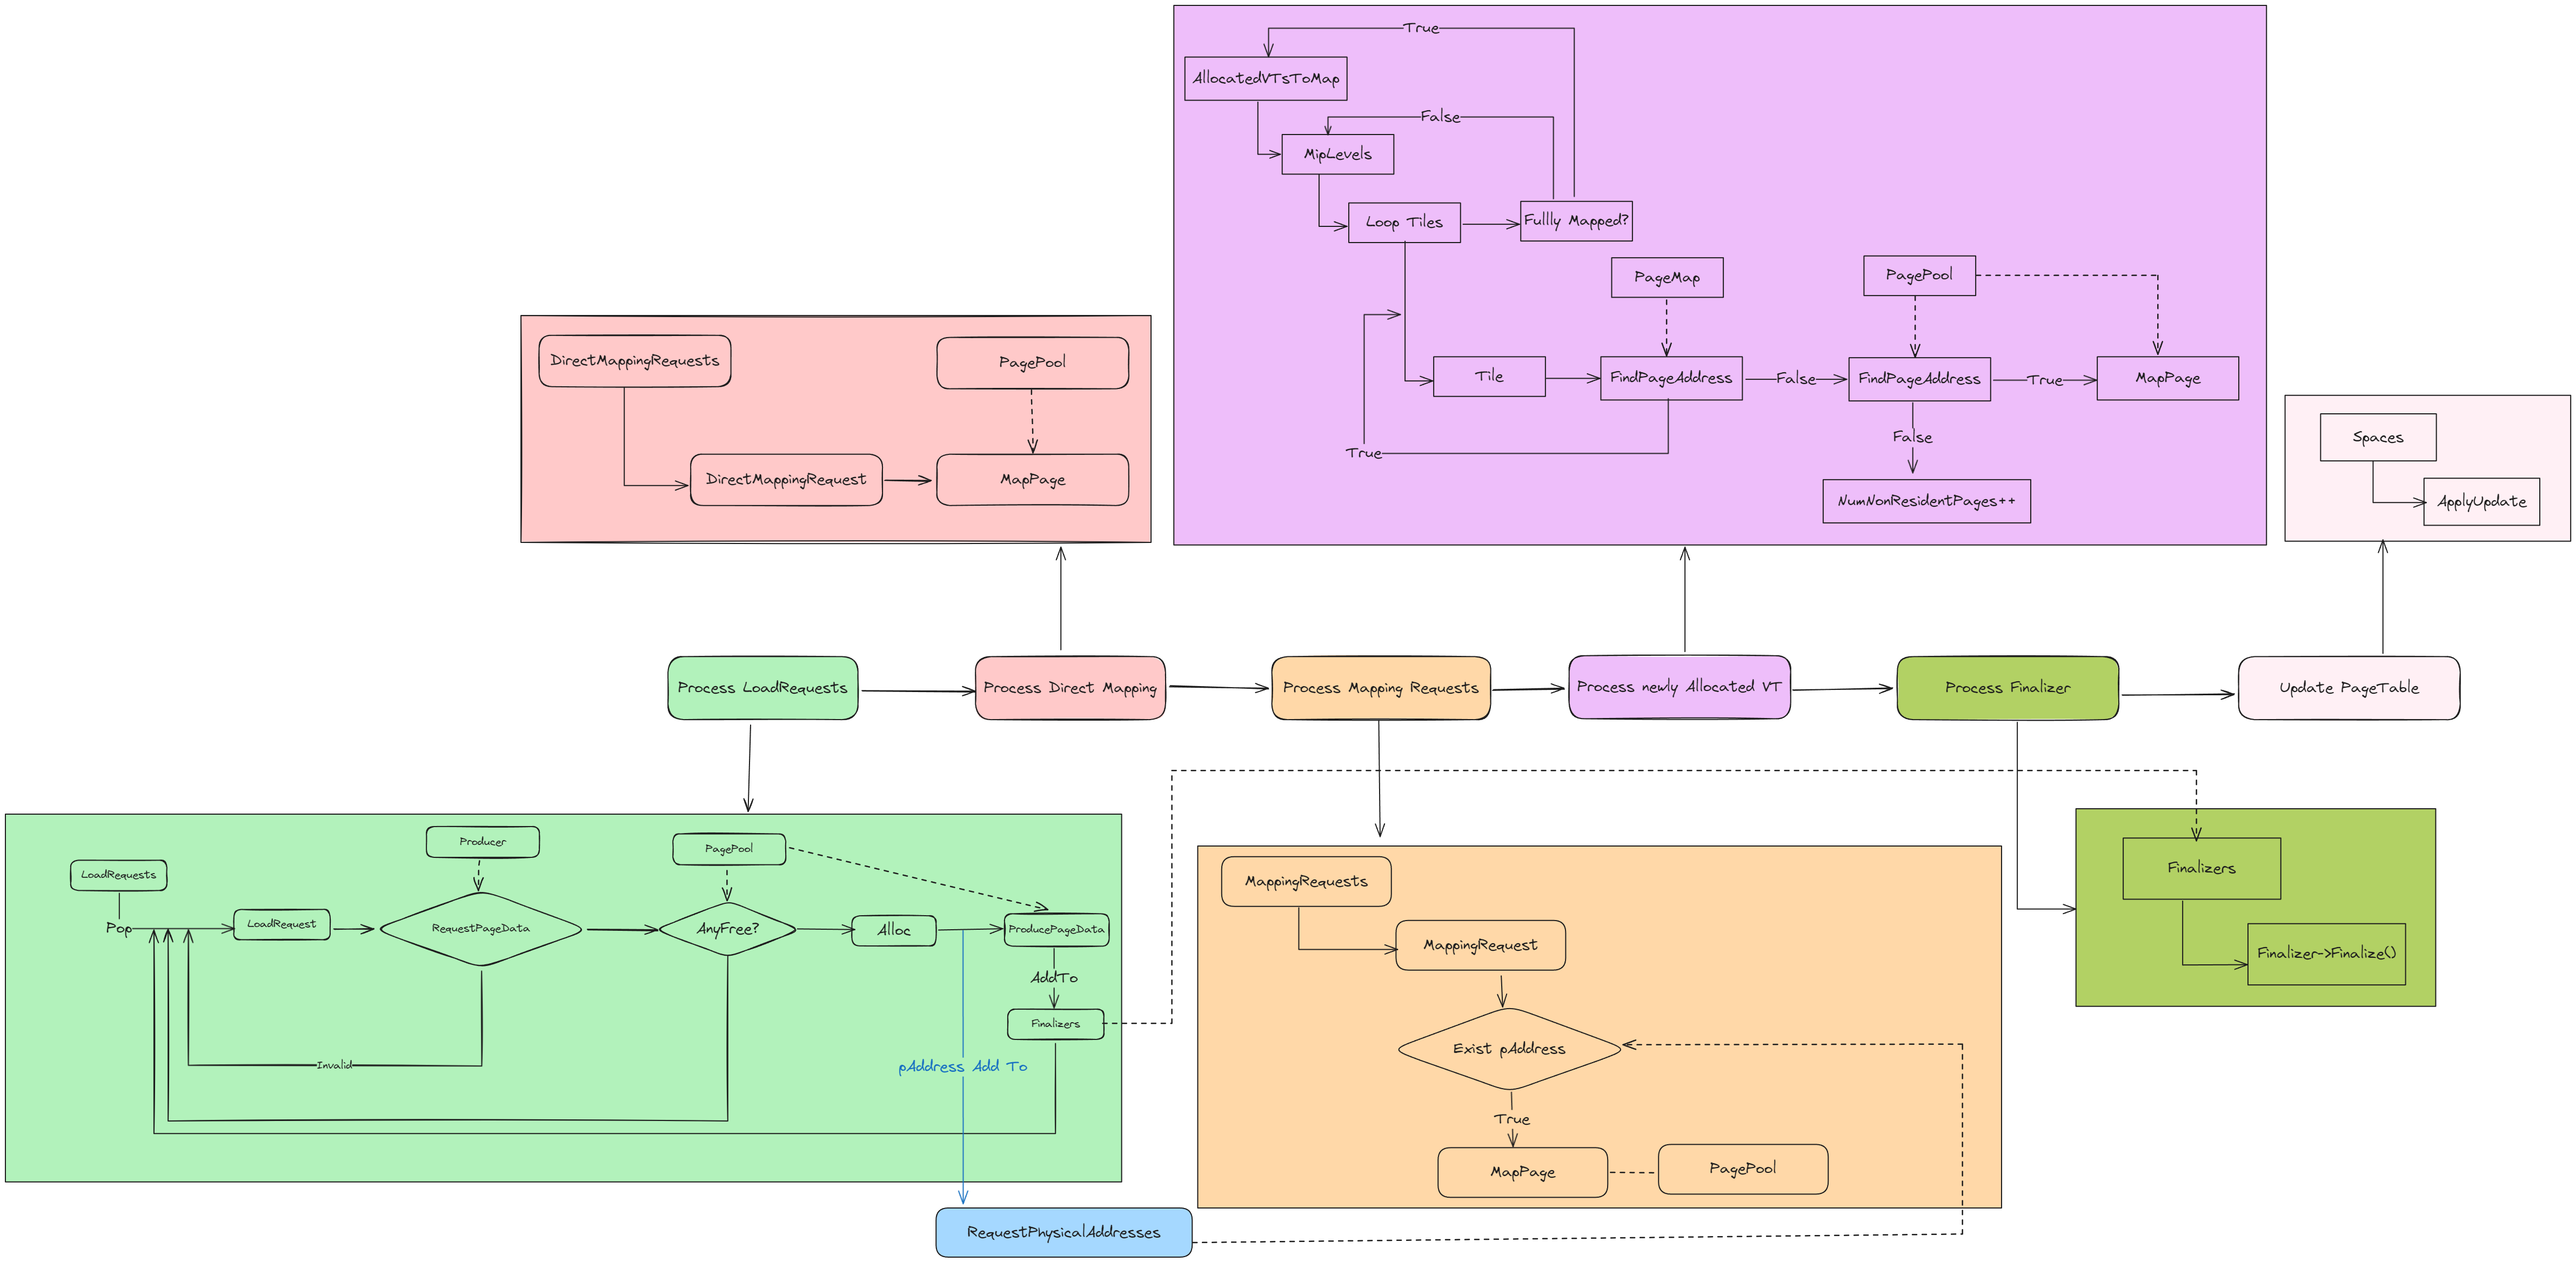 True
AllocatedVTsToMap
False
MipLevels
Loop Tiles
Fullly Mapped?
PageMap
PagePool
Tile
FindPageAddress
False
FindPageAddress
True
MapPage
True
False
NumNonResidentPages++
DirectMappingRequests
PagePool
DirectMappingRequest
MapPage
Spaces
ApplyUpdate
Process LoadRequests
Process Direct Mapping
Process Mapping Requests
Process newly Allocated VT
Process Finalizer
Update PageTable
Producer
PagePool
LoadRequests
Pop
LoadRequest
RequestPageData
AnyFree?
Alloc
ProducePageData
AddTo
Finalizers
Invalid
pAddress Add To
RequestPhysicalAddresses
MappingRequests
MappingRequest
Exist pAddress
True
MapPage
PagePool
Finalizers
Finalizer->Finalize()